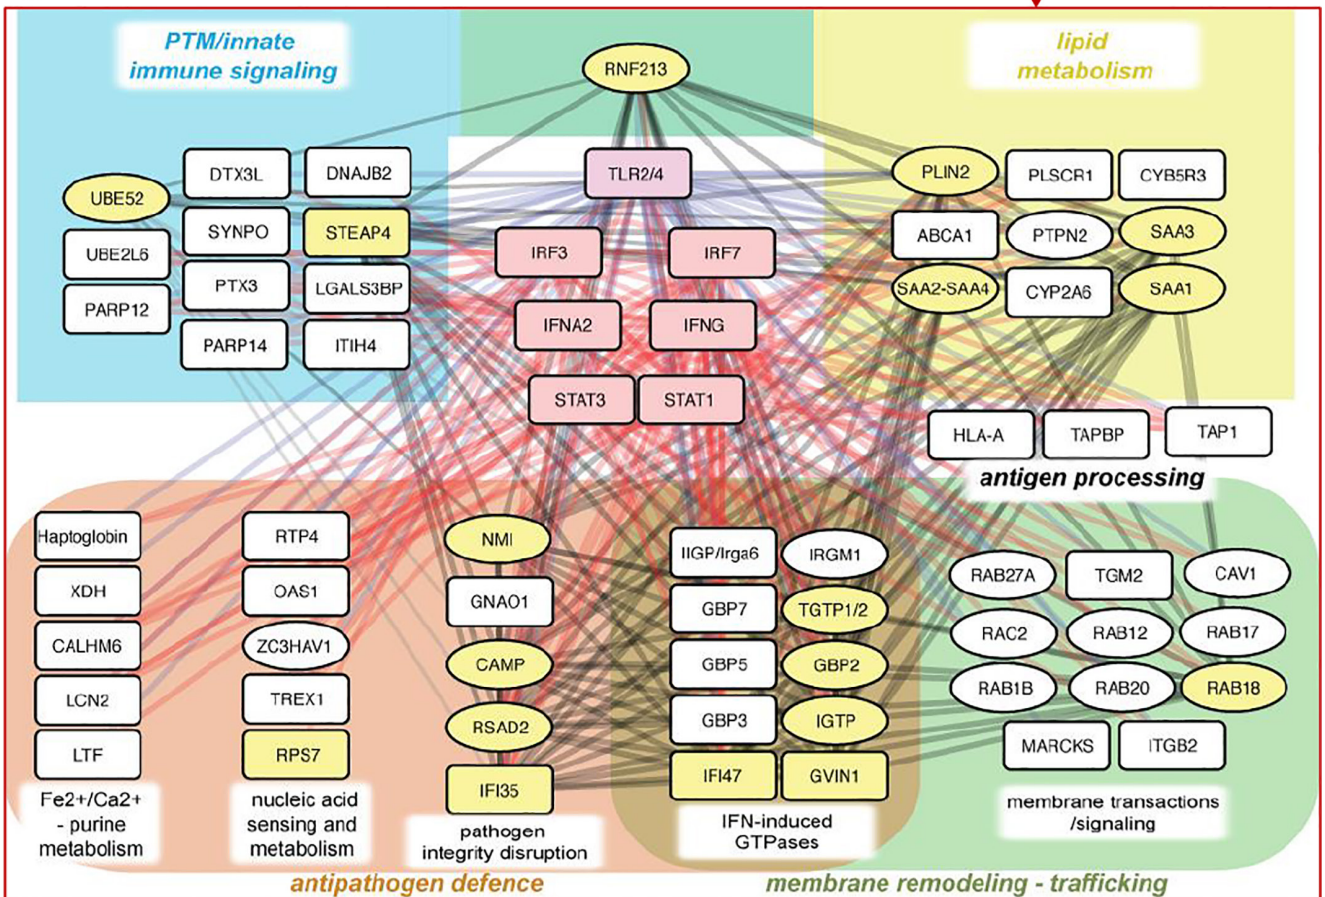 PTM/innate
immune signaling
RNF213
lipid
metabolism
UBE52
DTX3L
DNAJB2
TLR2/4
PLIN2
PLSCR1
CYB5R3
UBE2L6
SYNPO
STEAP4
IRF3
IRF7
ABCA1
PTPN2
SAA3
PARP12
PTX3
LGALS3BP
IFNA2
IFNG
SAA2-SAA4
CYP2A6
SAA1
PARP14
ITIH4
STAT3
STAT1
HLA-A
TAPBP
TAP1
antigen processing
Haptoglobin
RTP4
NMI
IIGP/Irga6
IRGM1
RAB27A
TGM2
CAV1
XDH
OAS1
GNAO1
GBP7
TGTP1/2
RAC2
RAB12
RAB17
CALHM6
ZC3HAV1
CAMP
GBP5
GBP2
RAB1B
RAB20
RAB18
LCN2
TREX1
RSAD2
GBP3
IGTP
MARCKS
ITGB2
LTF
RPS7
IFI35
IFI47
GVIN1
Fe2+/Ca2+
- purine
metabolism
nucleic acid
sensing and
metabolism
pathogen
integrity disruption
IFN-induced
GTPases
membrane transactions
/signaling
antipathogen defence
membrane remodeling - trafficking